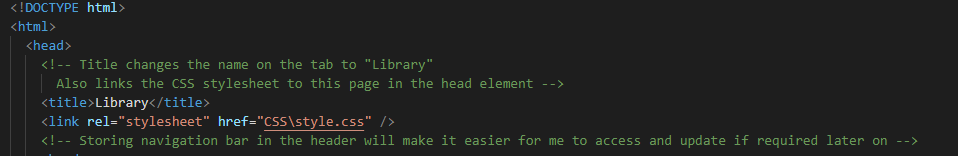 <!DOCTYPE html>
<html>
<head>
<!-- Title changes the name on the tab to "Library"
Also links the CSS stylesheet to this page in the head element -->
<title>Library</title>
<link rel="stylesheet" href="CSS\style.css" />
<!-- Storing navigation bar in the header will make it easier for me to access and update if required later on -->